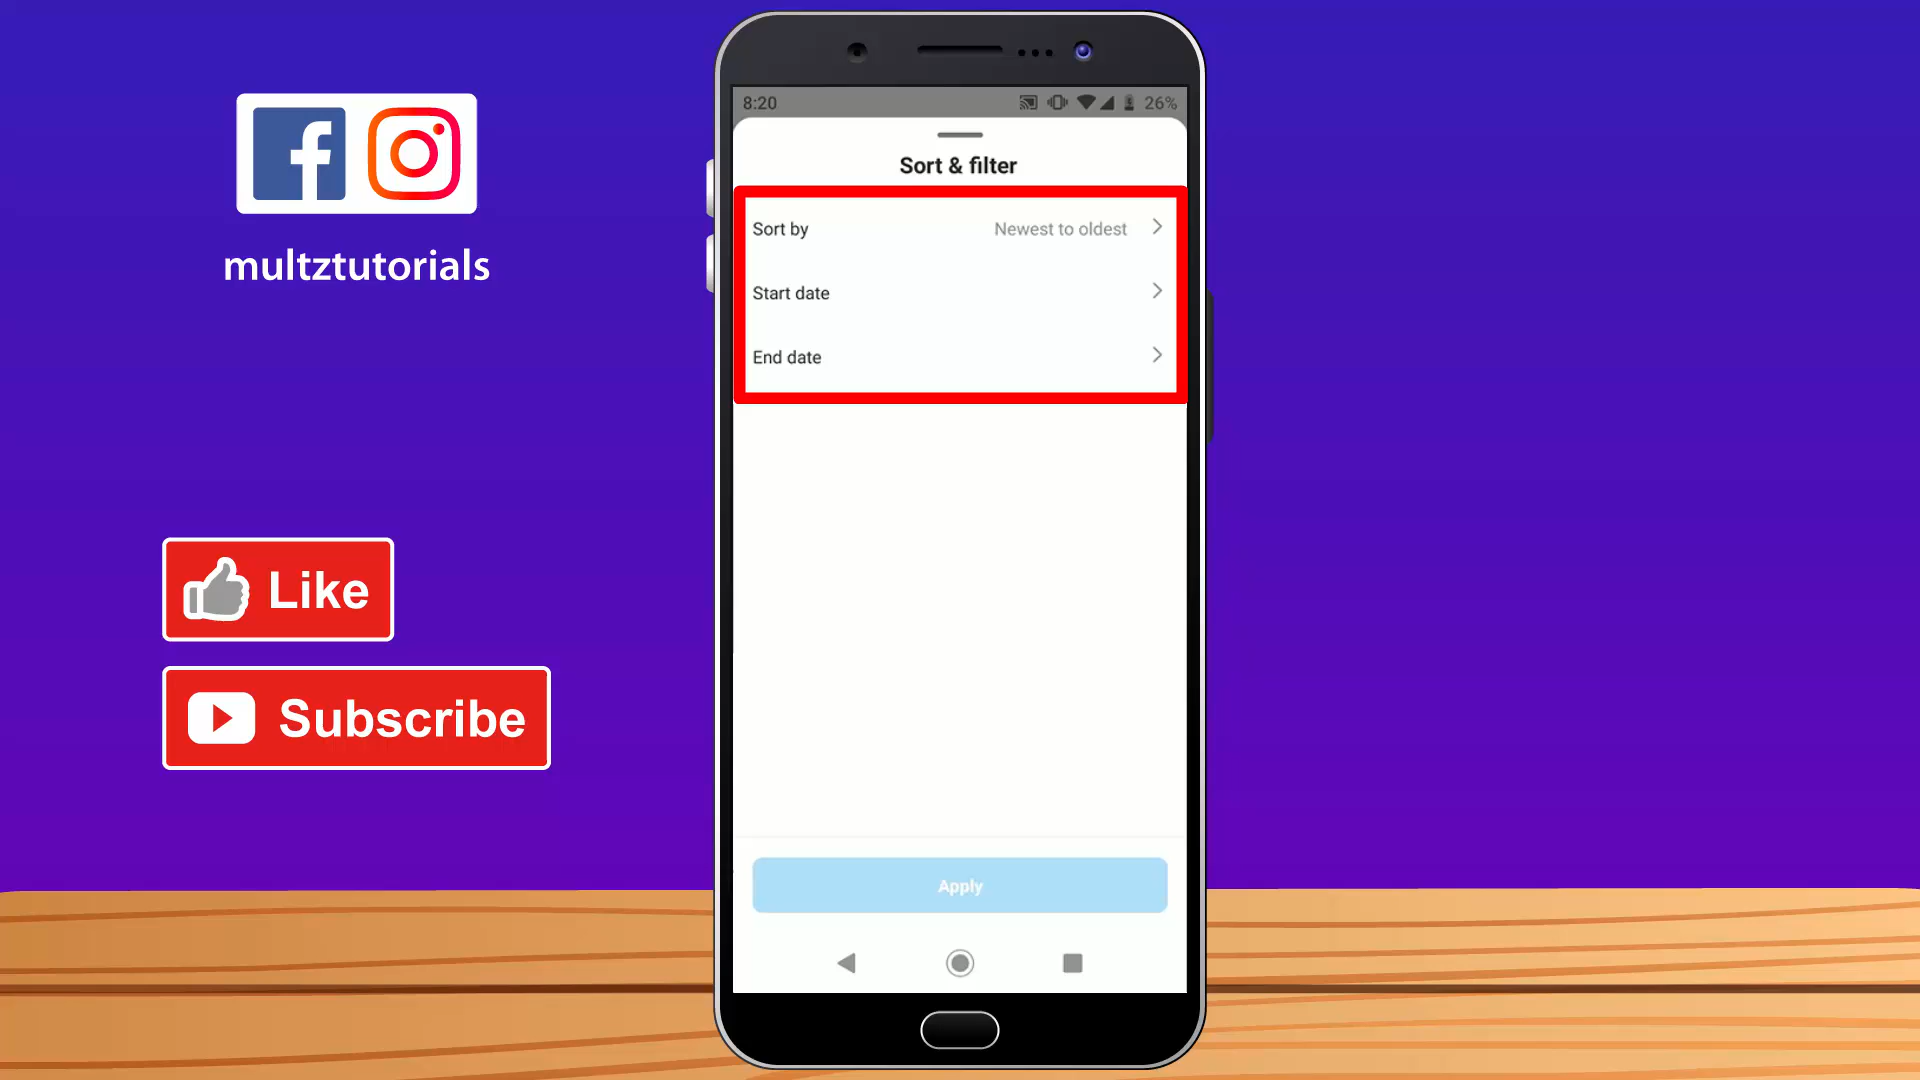 multztutorials
Like
Subscribe
8:20
26%
Sort & filter
Sort by Newest to oldest
Start date
End date
Apply